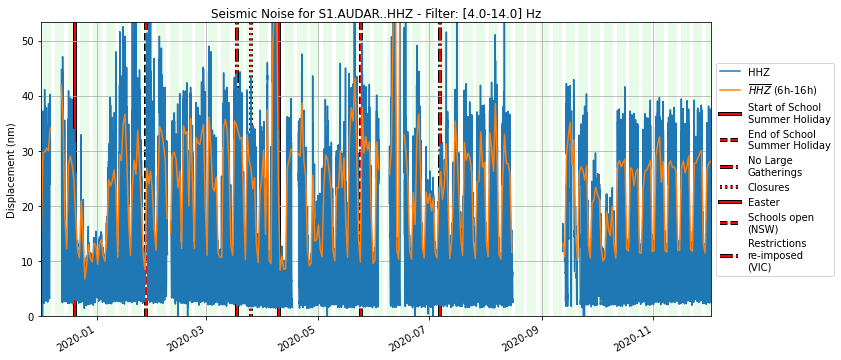 Seismic Noise for S1.AUDAR..HHZ - Filter: [4.0-14.0] Hz
50
40
30
20
10
0
Displacement (nm)
2020-01
2020-03
2020-05
2020-07
2020-09
2020-11
HHZ
HHZ (6h-16h)
Start of School
Summer Holiday
End of School
Summer Holiday
No Large
Gatherings
Closures
Easter
Schools open
(NSW)
Restrictions
re-imposed
(VIC)